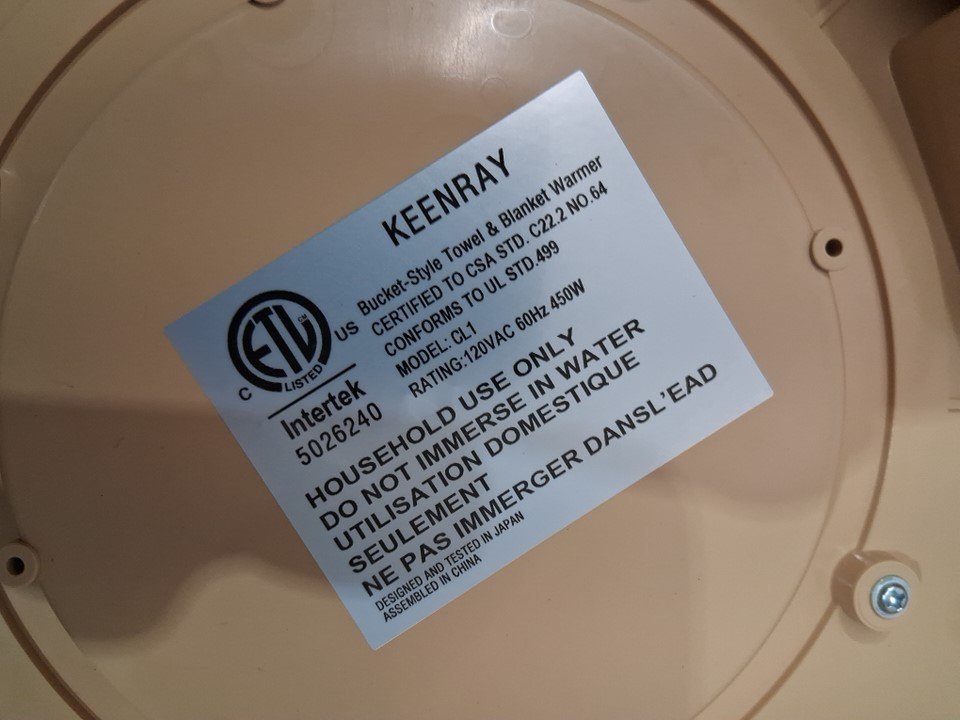 KEENRAY
Bucket-Style Towel & Blanket Warmer
CERTIFIED TO CSA STD. C22.2 NO.64
CONFORMS TO UL STD.499
MODEL: CL1
RATING:120VAC 60Hz 450W
ETL CM
LISTED
C US
Intertek
5026240
HOUSEHOLD USE ONLY
DO NOT IMMERSE IN WATER
UTILISATION DOMESTIQUE
SEULEMENT
NE PAS IMMERGER DANSL'EAD
DESIGNED AND TESTED IN JAPAN
ASSEMBLED IN CHINA